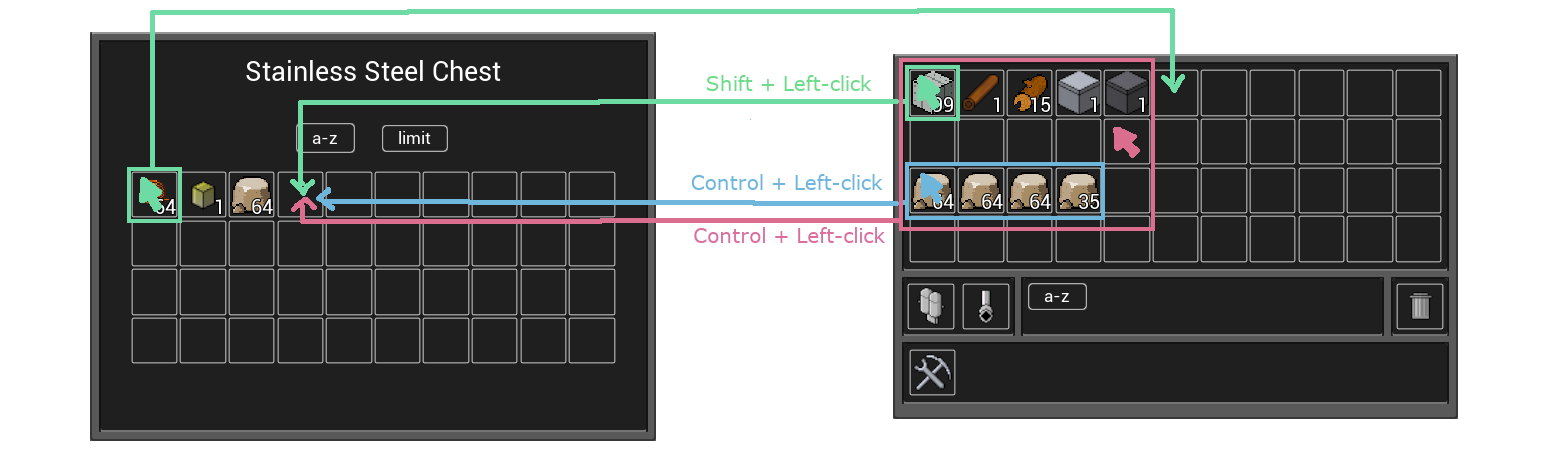 Stainless Steel Chest
a-z limit
64 1 64
Shift + Left-click
Control + Left-click
Control + Left-click
99 1 15 1 1
64 64 64 35
a-z